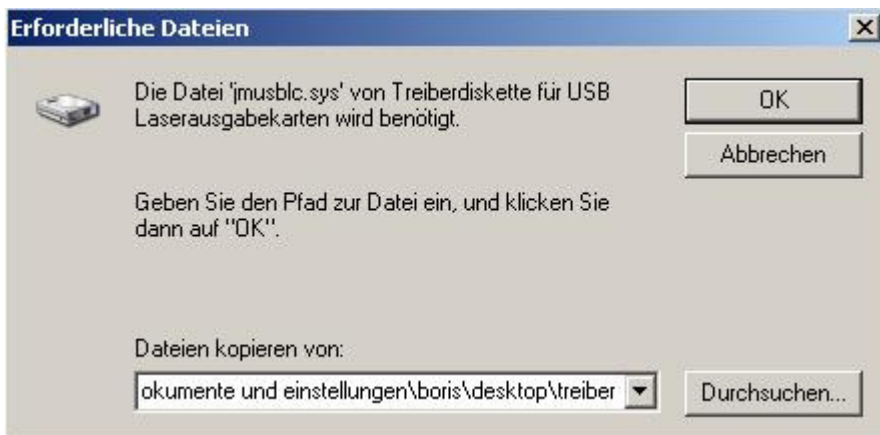 Erforderliche Dateien
Die Datei 'jmusblc.sys' von Treiberdiskette für USB
Laserausgabekarten wird benötigt.
OK
Abbrechen
Geben Sie den Pfad zur Datei ein, und klicken Sie
dann auf "OK".
Dateien kopieren von:
okumente und einstellungen\boris\desktop\treiber
Durchsuchen...